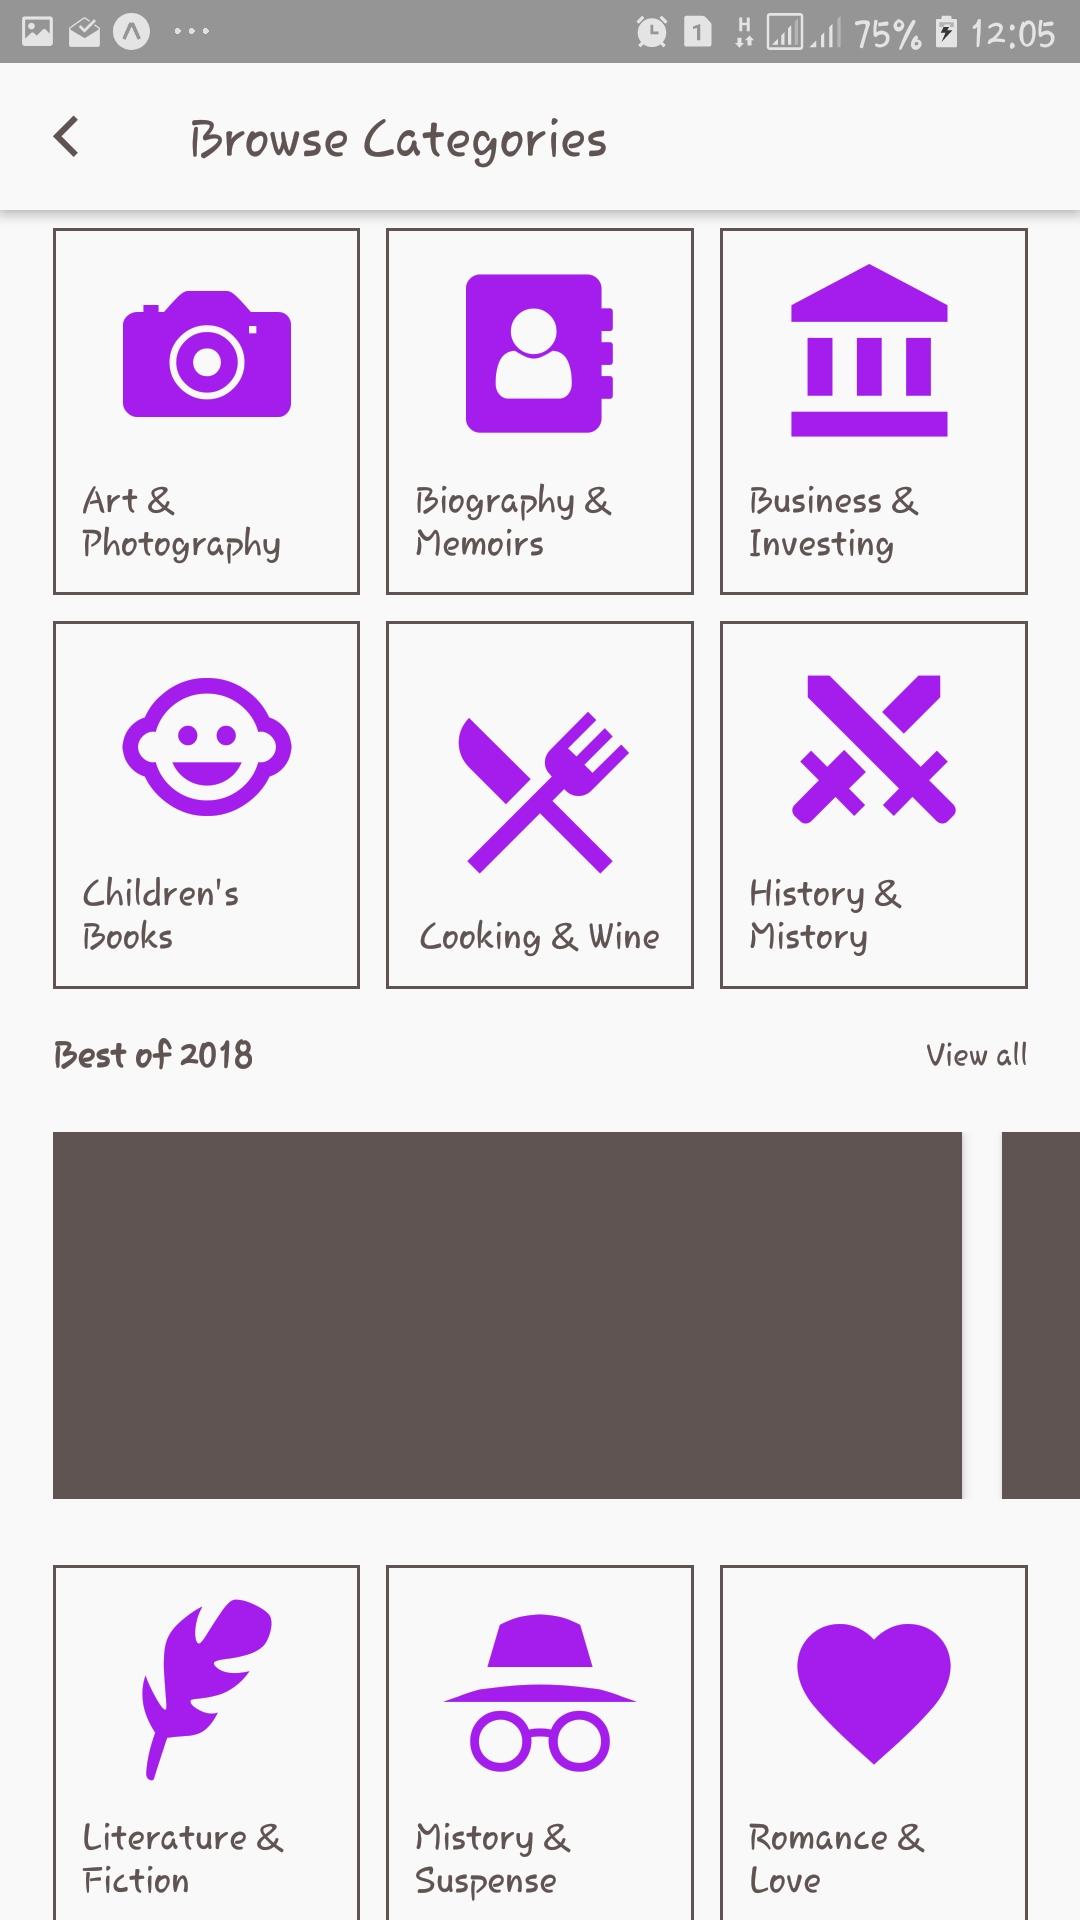 1 H 75% 12:05
Browse Categories
Art &
Photography
Biography &
Memoirs
Business &
Investing
Children's
Books
Cooking & Wine
History &
Mistory
Best of 2018
View all
Literature &
Fiction
Mistory &
Suspense
Romance &
Love